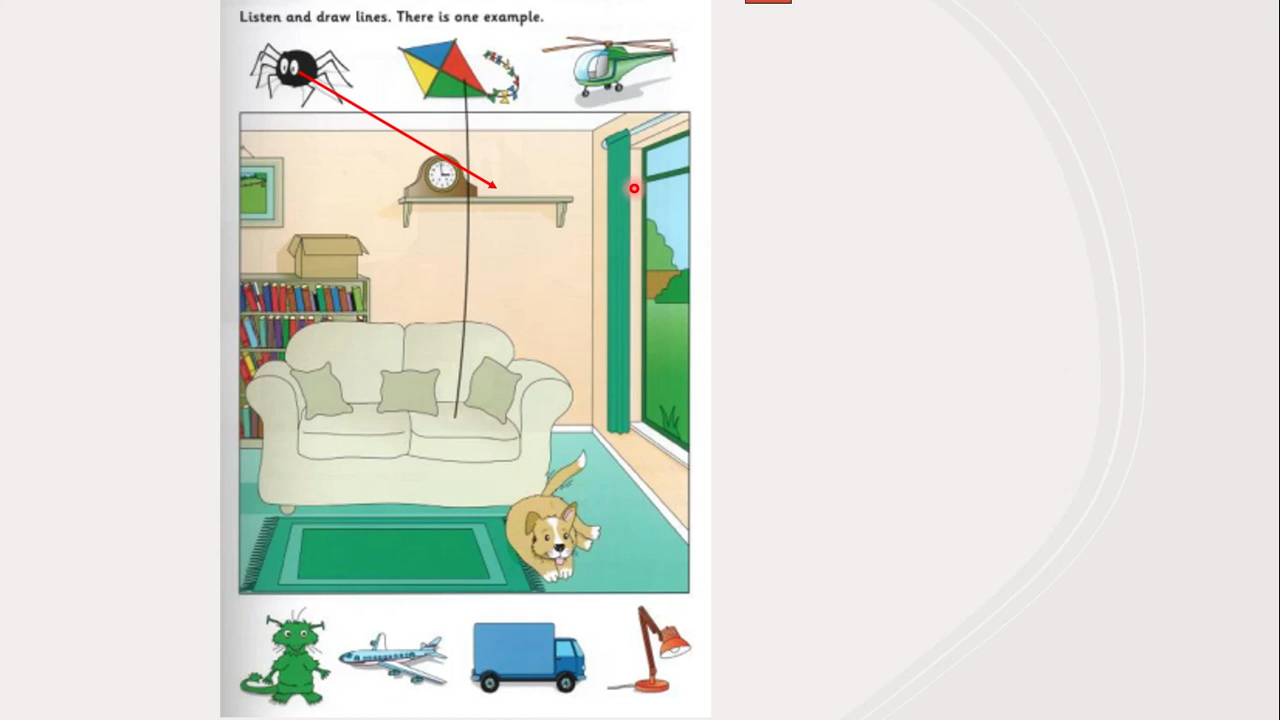 Listen and draw lines. There is one example.